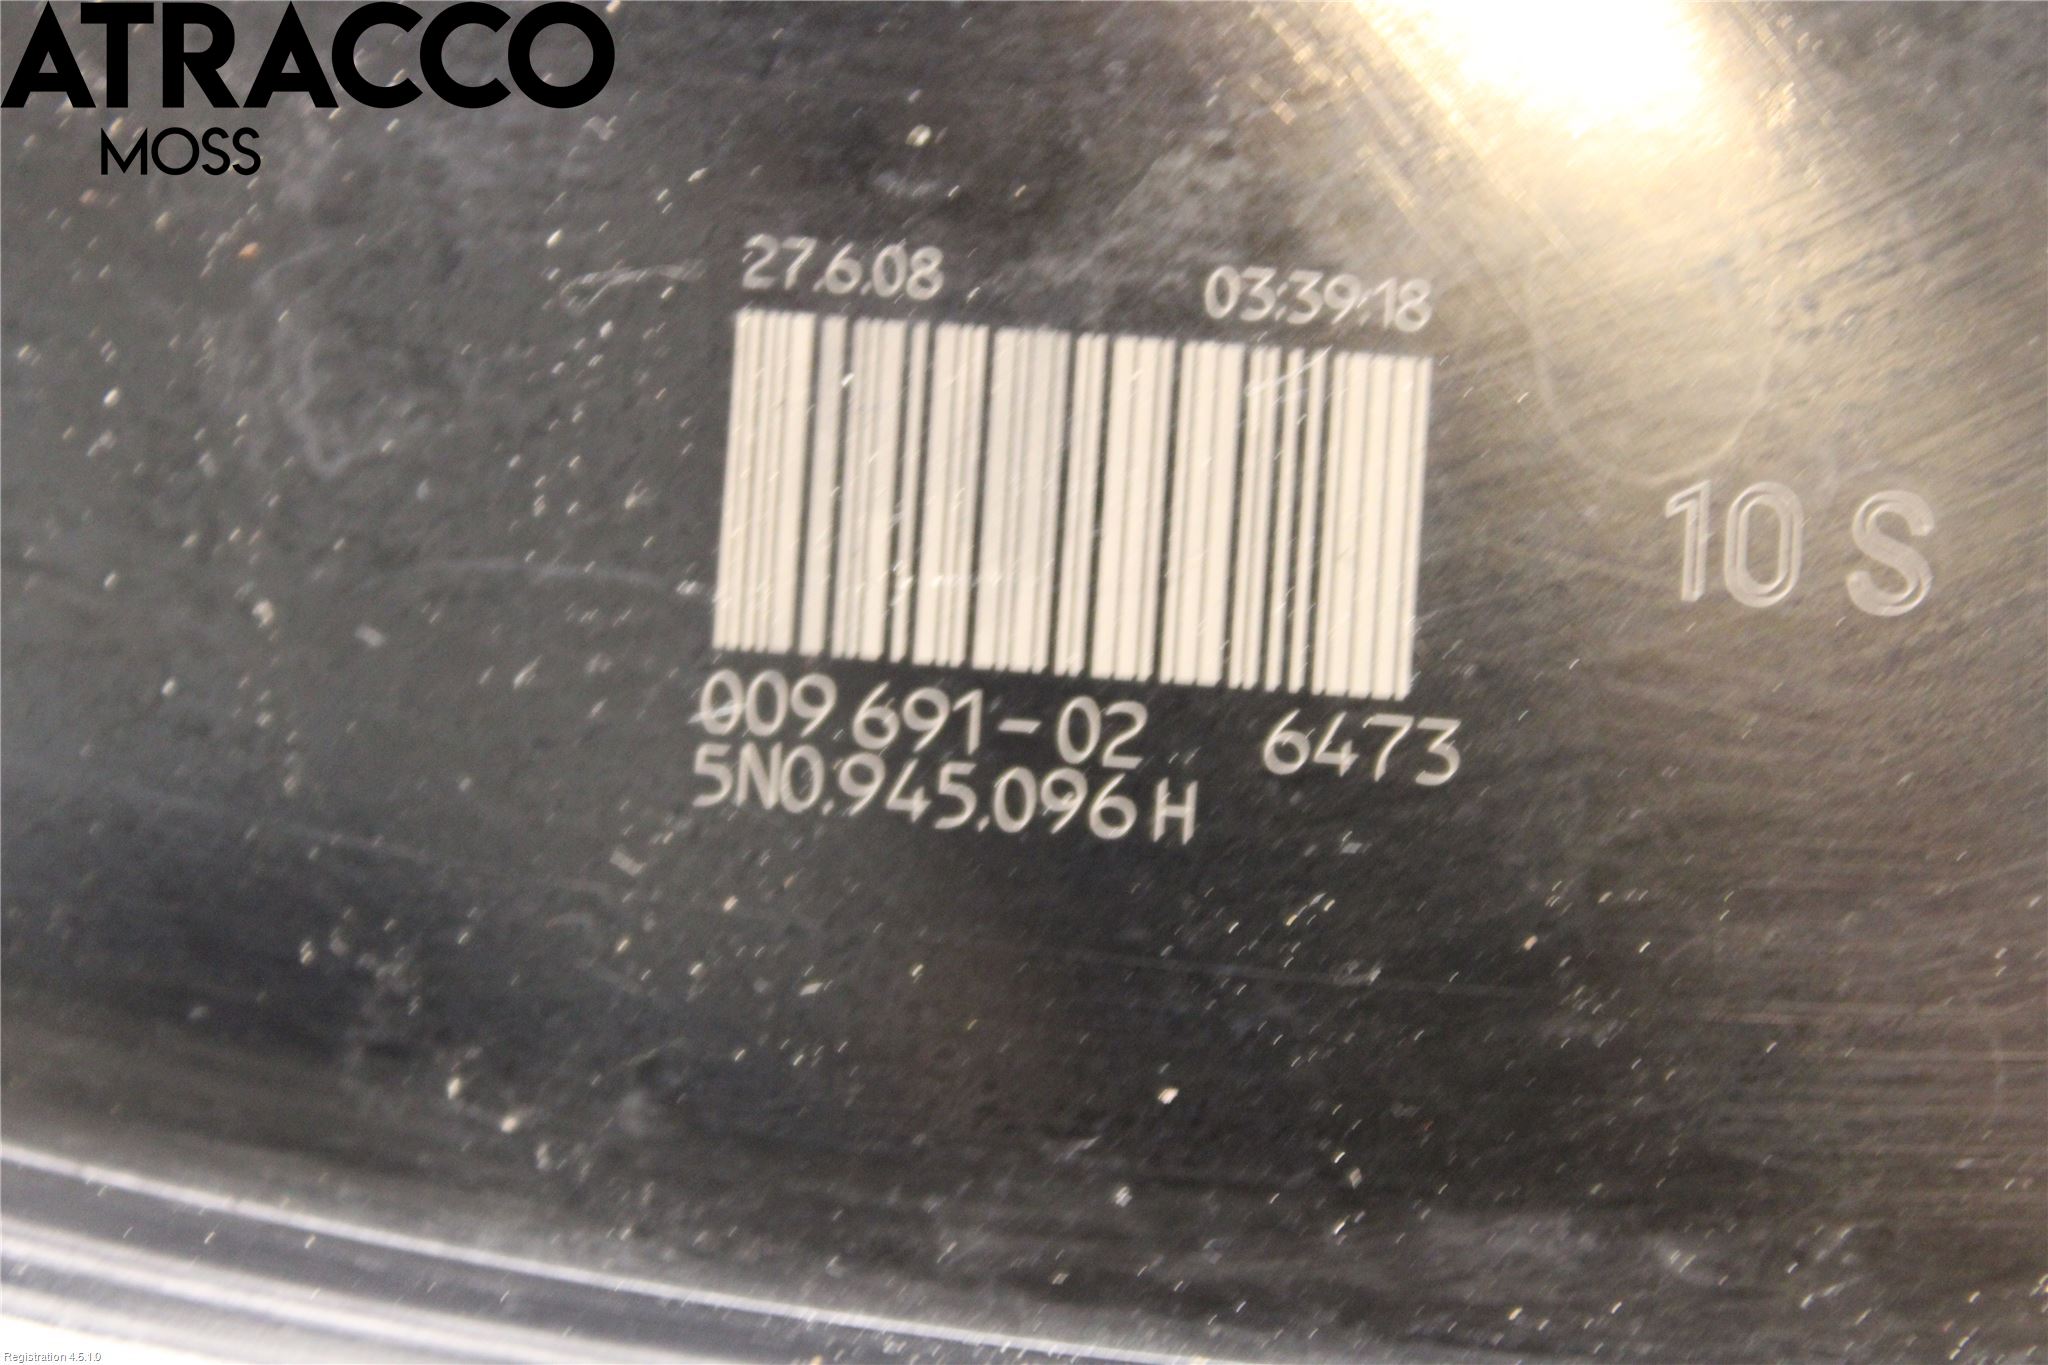 ATRACCO
MOSS
27.6.08 03:39:18
10 S
009.691-02 6473
5N0.945.096 H
Registration 4.5.1.0